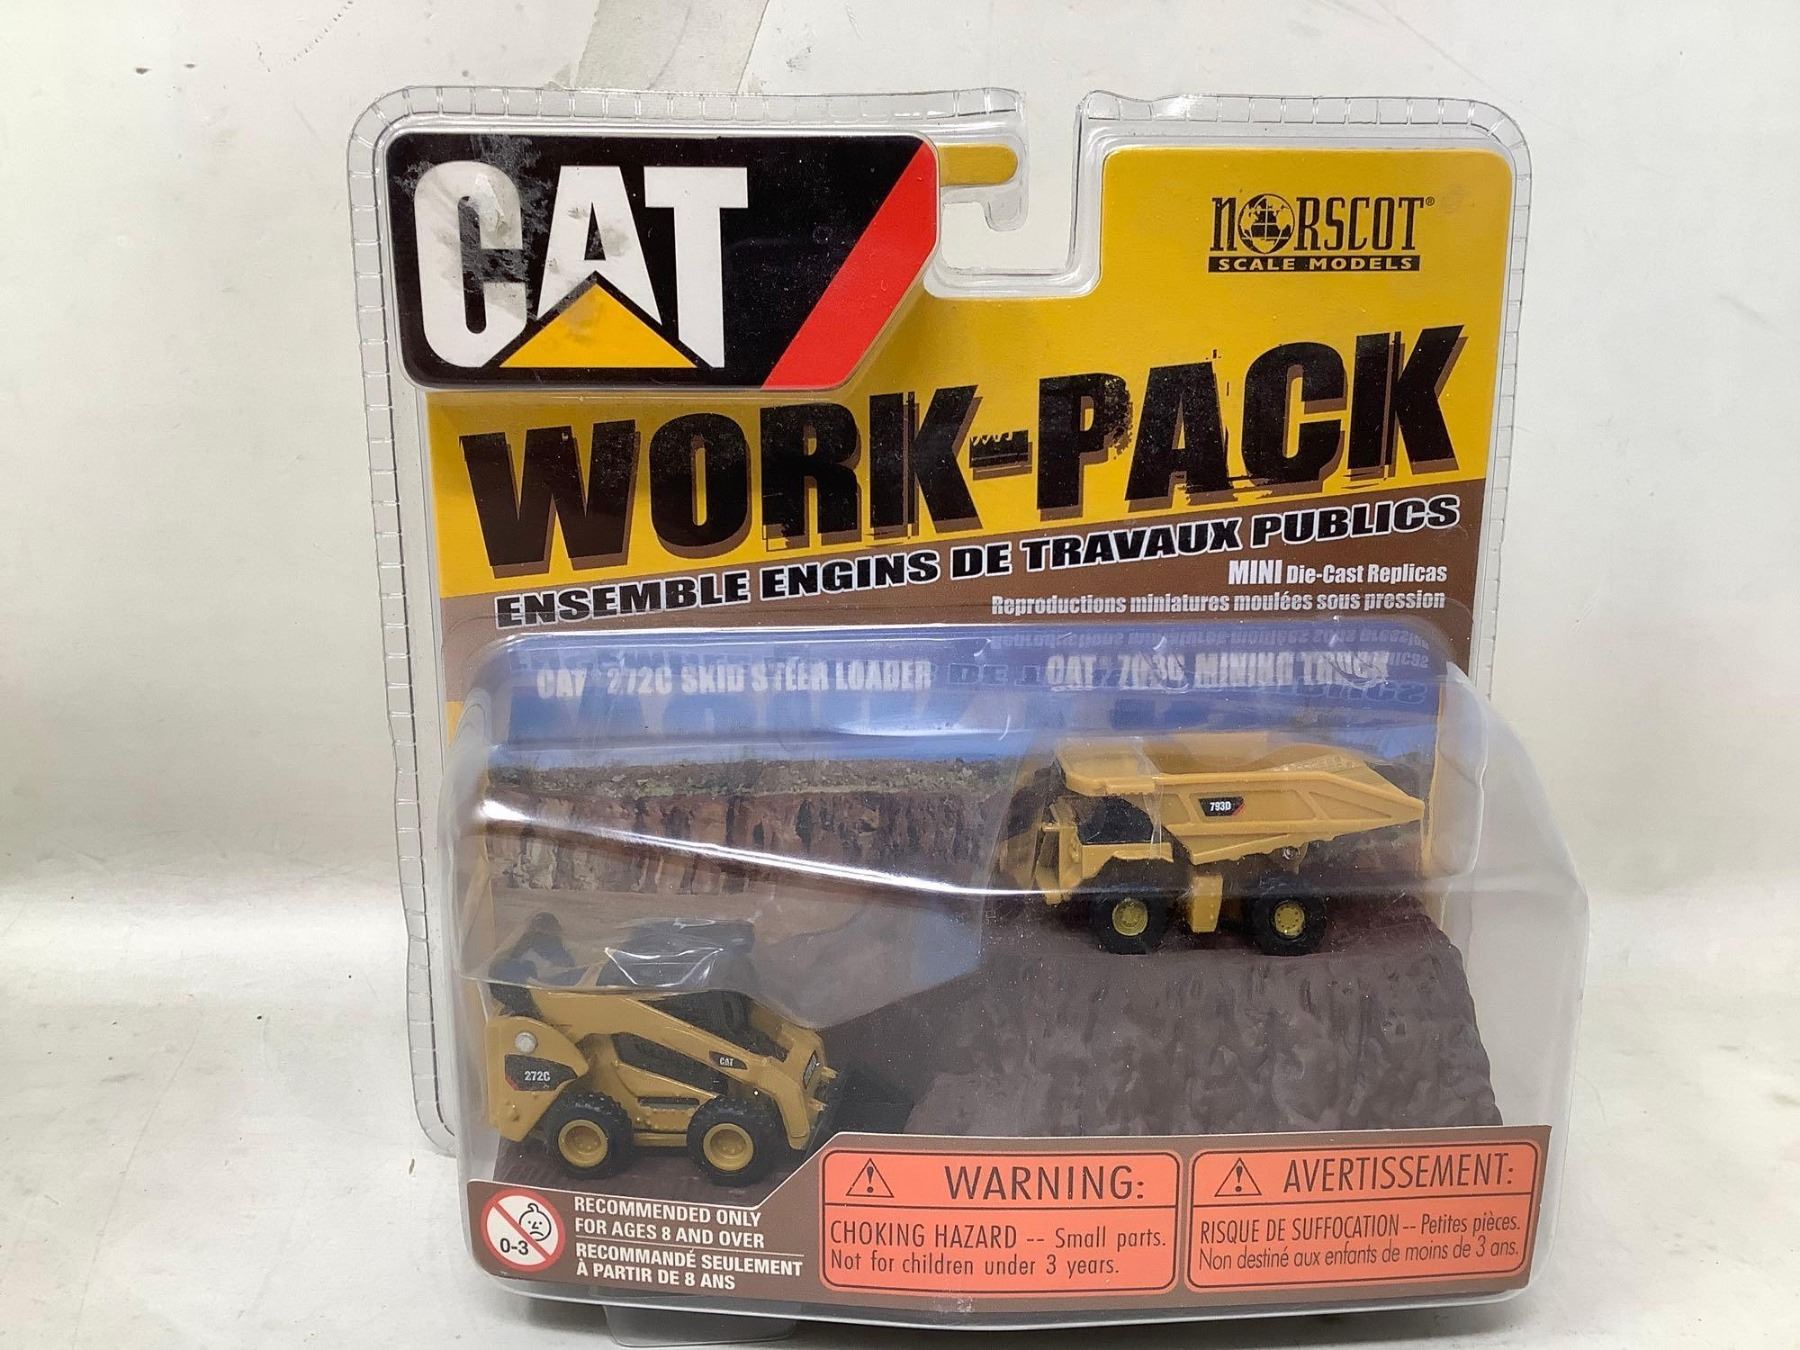 CAT
NORSCOT®
SCALE MODELS
WORK-PACK
ENSEMBLE ENGINS DE TRAVAUX PUBLICS
MINI Die-Cast Replicas
Reproductions miniatures moulées sous pression
CAT® 272C SKID STEER LOADER
CAT® 793D MINING TRUCK
793D
CAT
272C
0-3
RECOMMENDED ONLY
FOR AGES 8 AND OVER
RECOMMANDÉ SEULEMENT
À PARTIR DE 8 ANS
WARNING:
CHOKING HAZARD -- Small parts.
Not for children under 3 years.
AVERTISSEMENT:
RISQUE DE SUFFOCATION -- Petites pièces.
Non destiné aux enfants de moins de 3 ans.